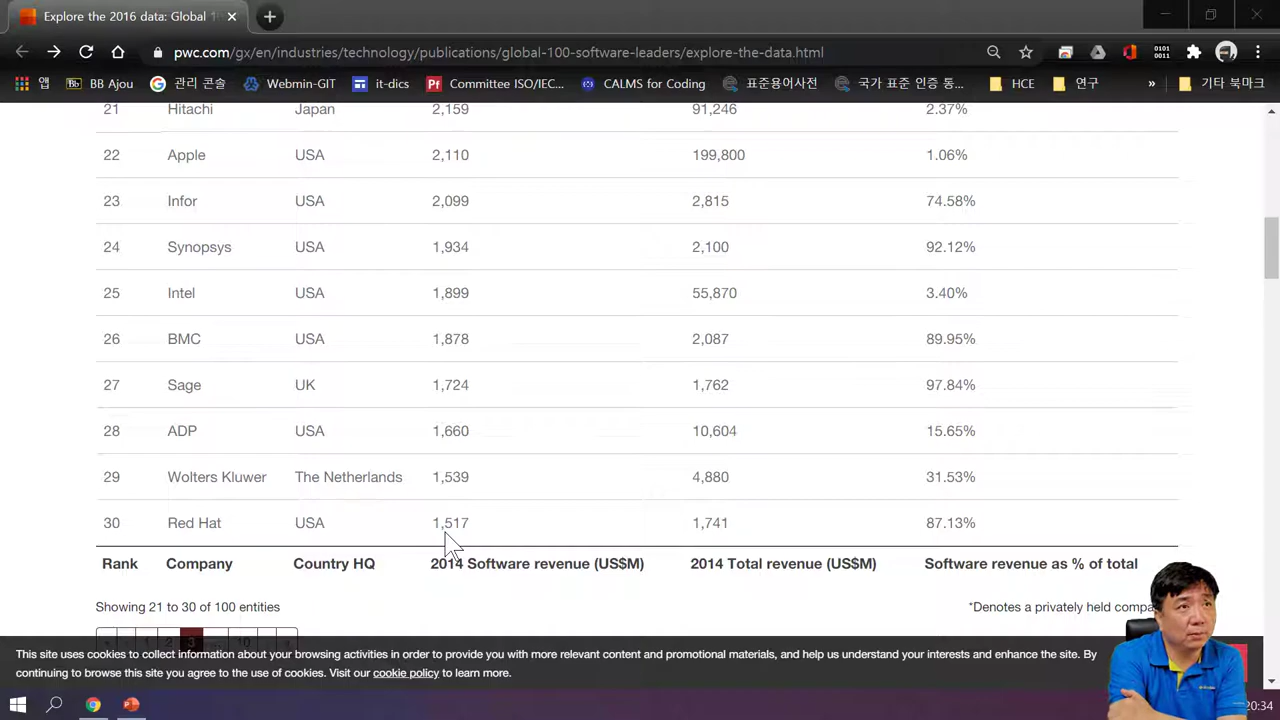 Explore the 2016 data: Global 1
pwc.com/gx/en/industries/technology/publications/global-100-software-leaders/explore-the-data.html
앱 BB Ajou 관리 콘솔 Webmin-GIT it-dics Committee ISO/IEC... CALMS for Coding 표준용어사전 국가 표준 인증 통... HCE 연구 » 기타 북마크
21 Hitachi Japan 2,159 91,246 2.37%
22 Apple USA 2,110 199,800 1.06%
23 Infor USA 2,099 2,815 74.58%
24 Synopsys USA 1,934 2,100 92.12%
25 Intel USA 1,899 55,870 3.40%
26 BMC USA 1,878 2,087 89.95%
27 Sage UK 1,724 1,762 97.84%
28 ADP USA 1,660 10,604 15.65%
29 Wolters Kluwer The Netherlands 1,539 4,880 31.53%
30 Red Hat USA 1,517 1,741 87.13%
Rank Company Country HQ 2014 Software revenue (US$M) 2014 Total revenue (US$M) Software revenue as % of total
Showing 21 to 30 of 100 entities *Denotes a privately held compa
1 2 3 ... 10
This site uses cookies to collect information about your browsing activities in order to provide you with more relevant content and promotional materials, and help us understand your interests and enhance the site. By
continuing to browse this site you agree to the use of cookies. Visit our cookie policy to learn more.
20:34